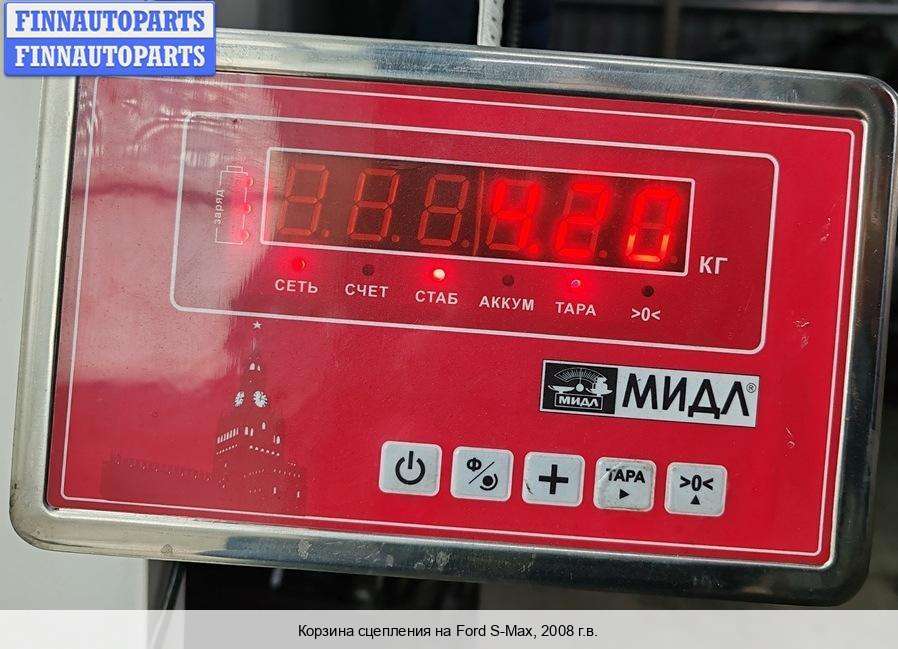 FINNAUTOPARTS
FINNAUTOPARTS
заряд
4.20
КГ
СЕТЬ СЧЕТ СТАБ АККУМ ТАРА >0<
МИДЛ МИДЛ®
Ф ТАРА >0<
Корзина сцепления на Ford S-Max, 2008 г.в.